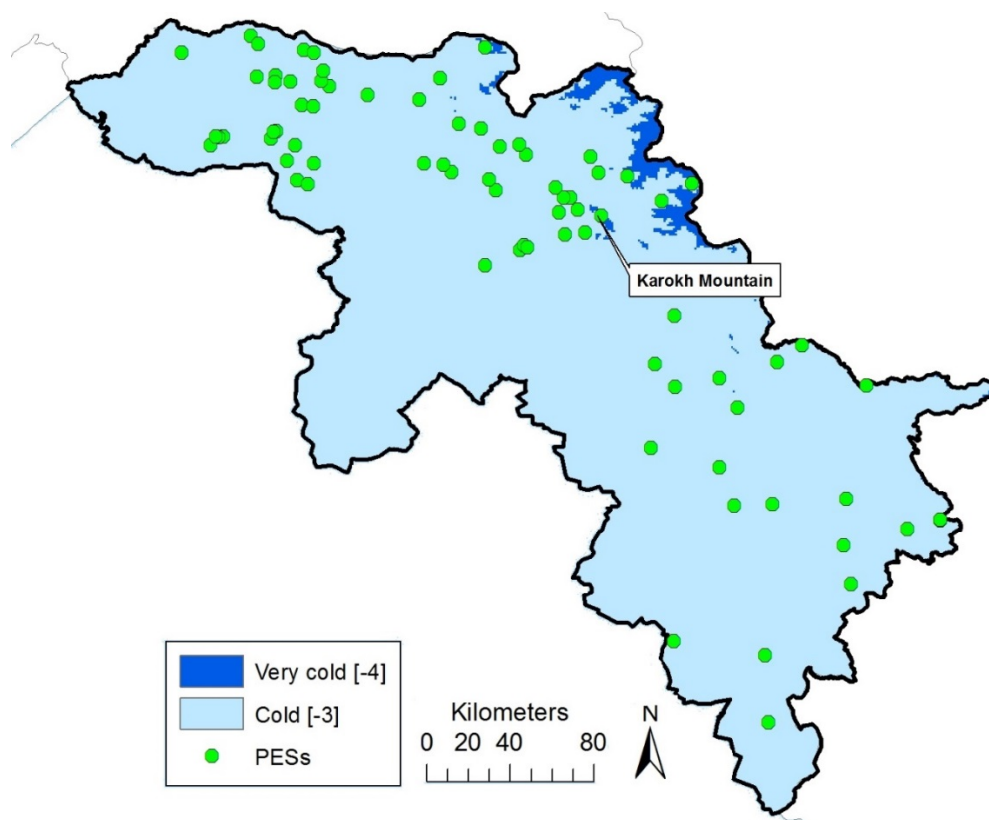 Karokh Mountain
Very cold [-4]
Cold [-3]
PESs
Kilometers
0 20 40 80
N